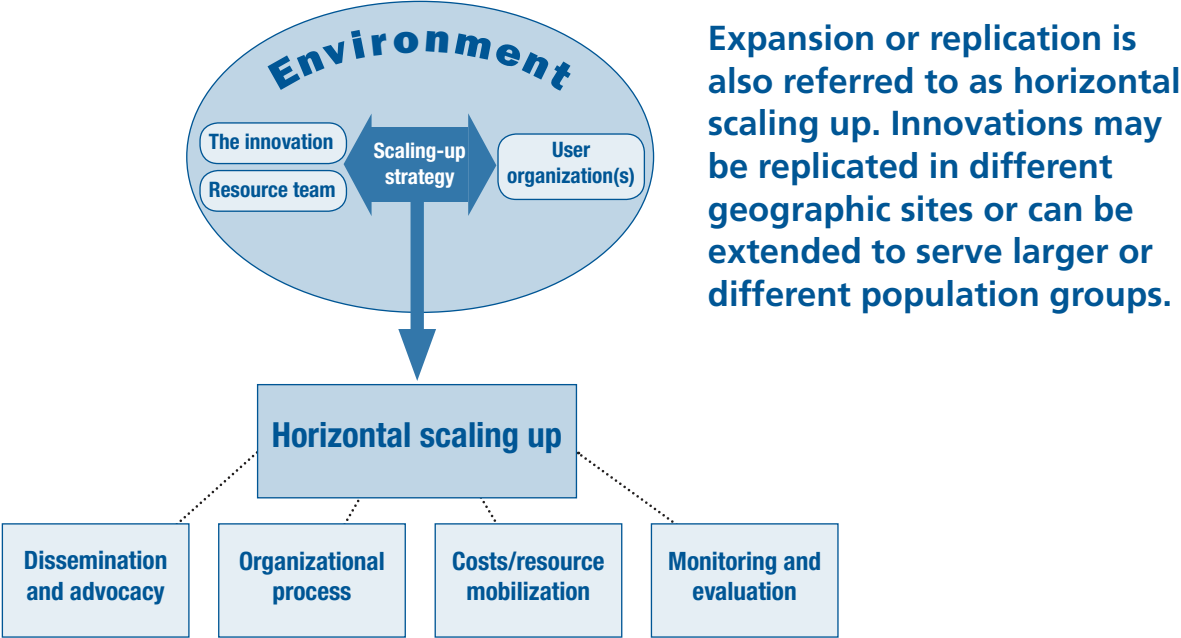 Environment
The innovation
Resource team
Scaling-up
strategy
User
organization(s)
Expansion or replication is
also referred to as horizontal
scaling up. Innovations may
be replicated in different
geographic sites or can be
extended to serve larger or
different population groups.
Horizontal scaling up
Dissemination
and advocacy
Organizational
process
Costs/resource
mobilization
Monitoring and
evaluation